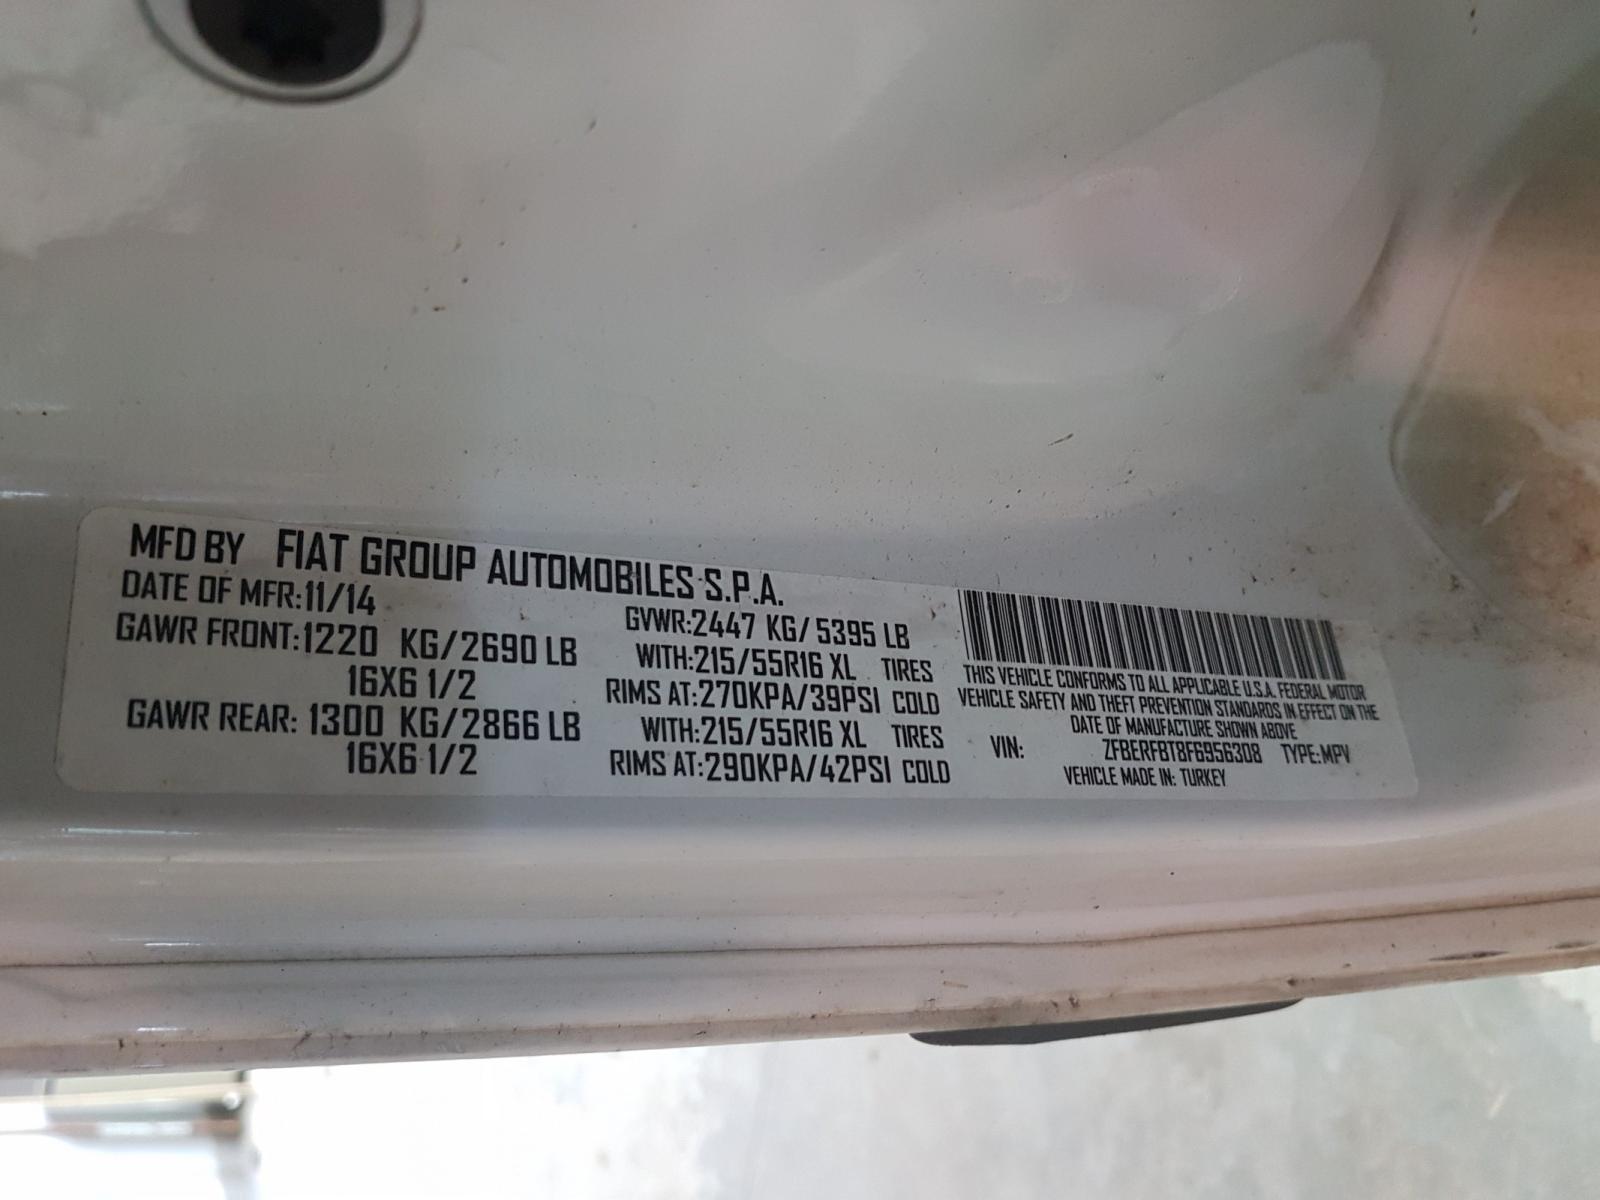 MFD BY FIAT GROUP AUTOMOBILES S.P.A.
DATE OF MFR:11/14
GVWR:2447 KG/5395 LB
GAWR FRONT:1220 KG/2690 LB
WITH:215/55R16 XL TIRES
16X6 1/2
RIMS AT:270KPA/39PSI COLD
GAWR REAR: 1300 KG/2866 LB
WITH:215/55R16 XL TIRES
16X6 1/2
RIMS AT:290KPA/42PSI COLD
THIS VEHICLE CONFORMS TO ALL APPLICABLE U.S.A. FEDERAL MOTOR
VEHICLE SAFETY AND THEFT PREVENTION STANDARDS IN EFFECT ON THE
DATE OF MANUFACTURE SHOWN ABOVE
VIN: ZFBERFBT8F6956308 TYPE:MPV
VEHICLE MADE IN: TURKEY